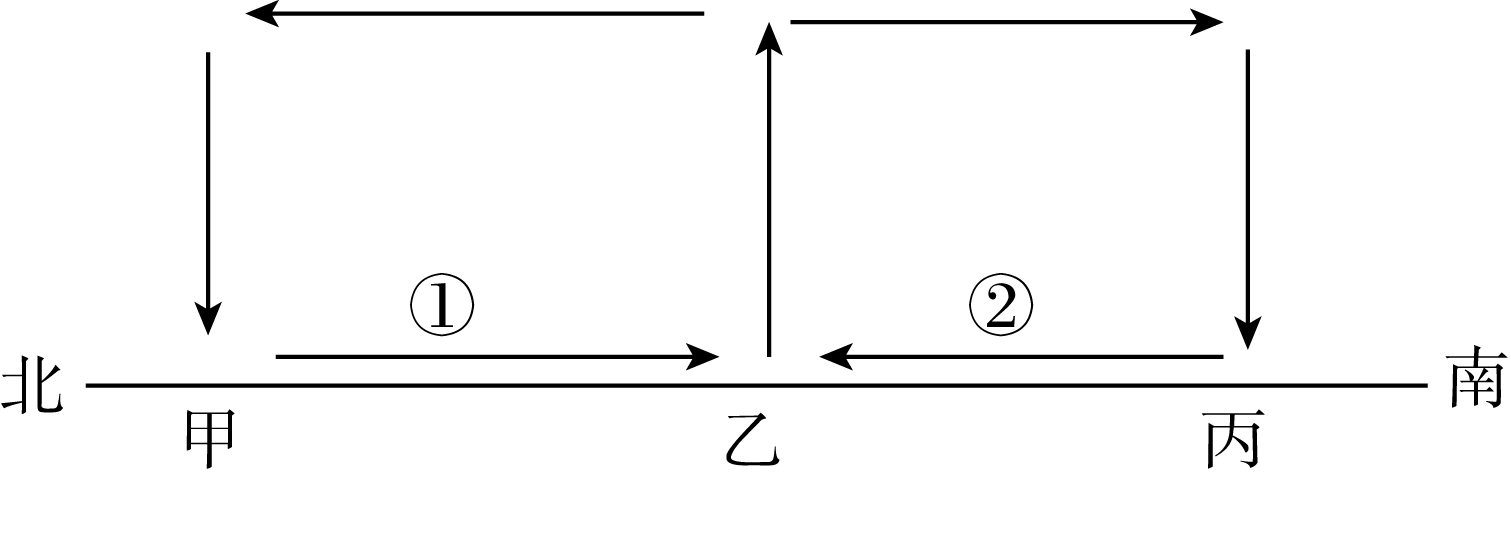 ① ②
北 南
甲 乙 丙